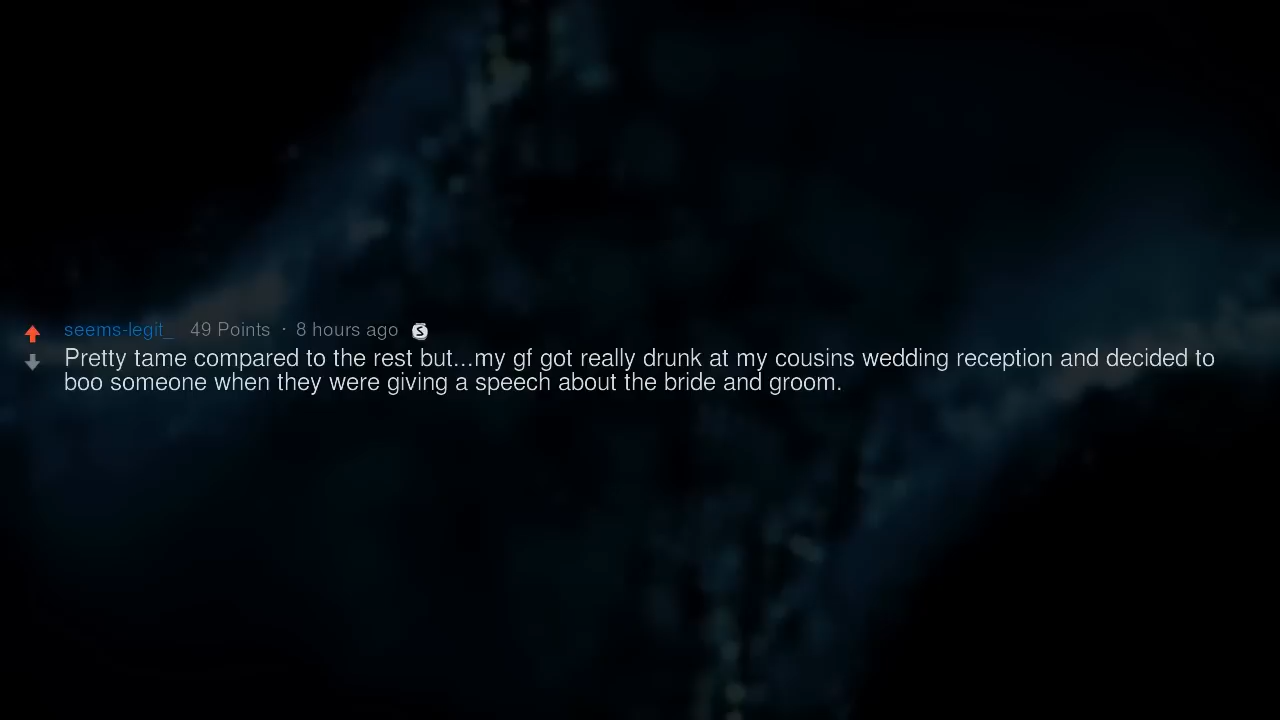 seems-legit_ 49 Points · 8 hours ago S
Pretty tame compared to the rest but...my gf got really drunk at my cousins wedding reception and decided to
boo someone when they were giving a speech about the bride and groom.